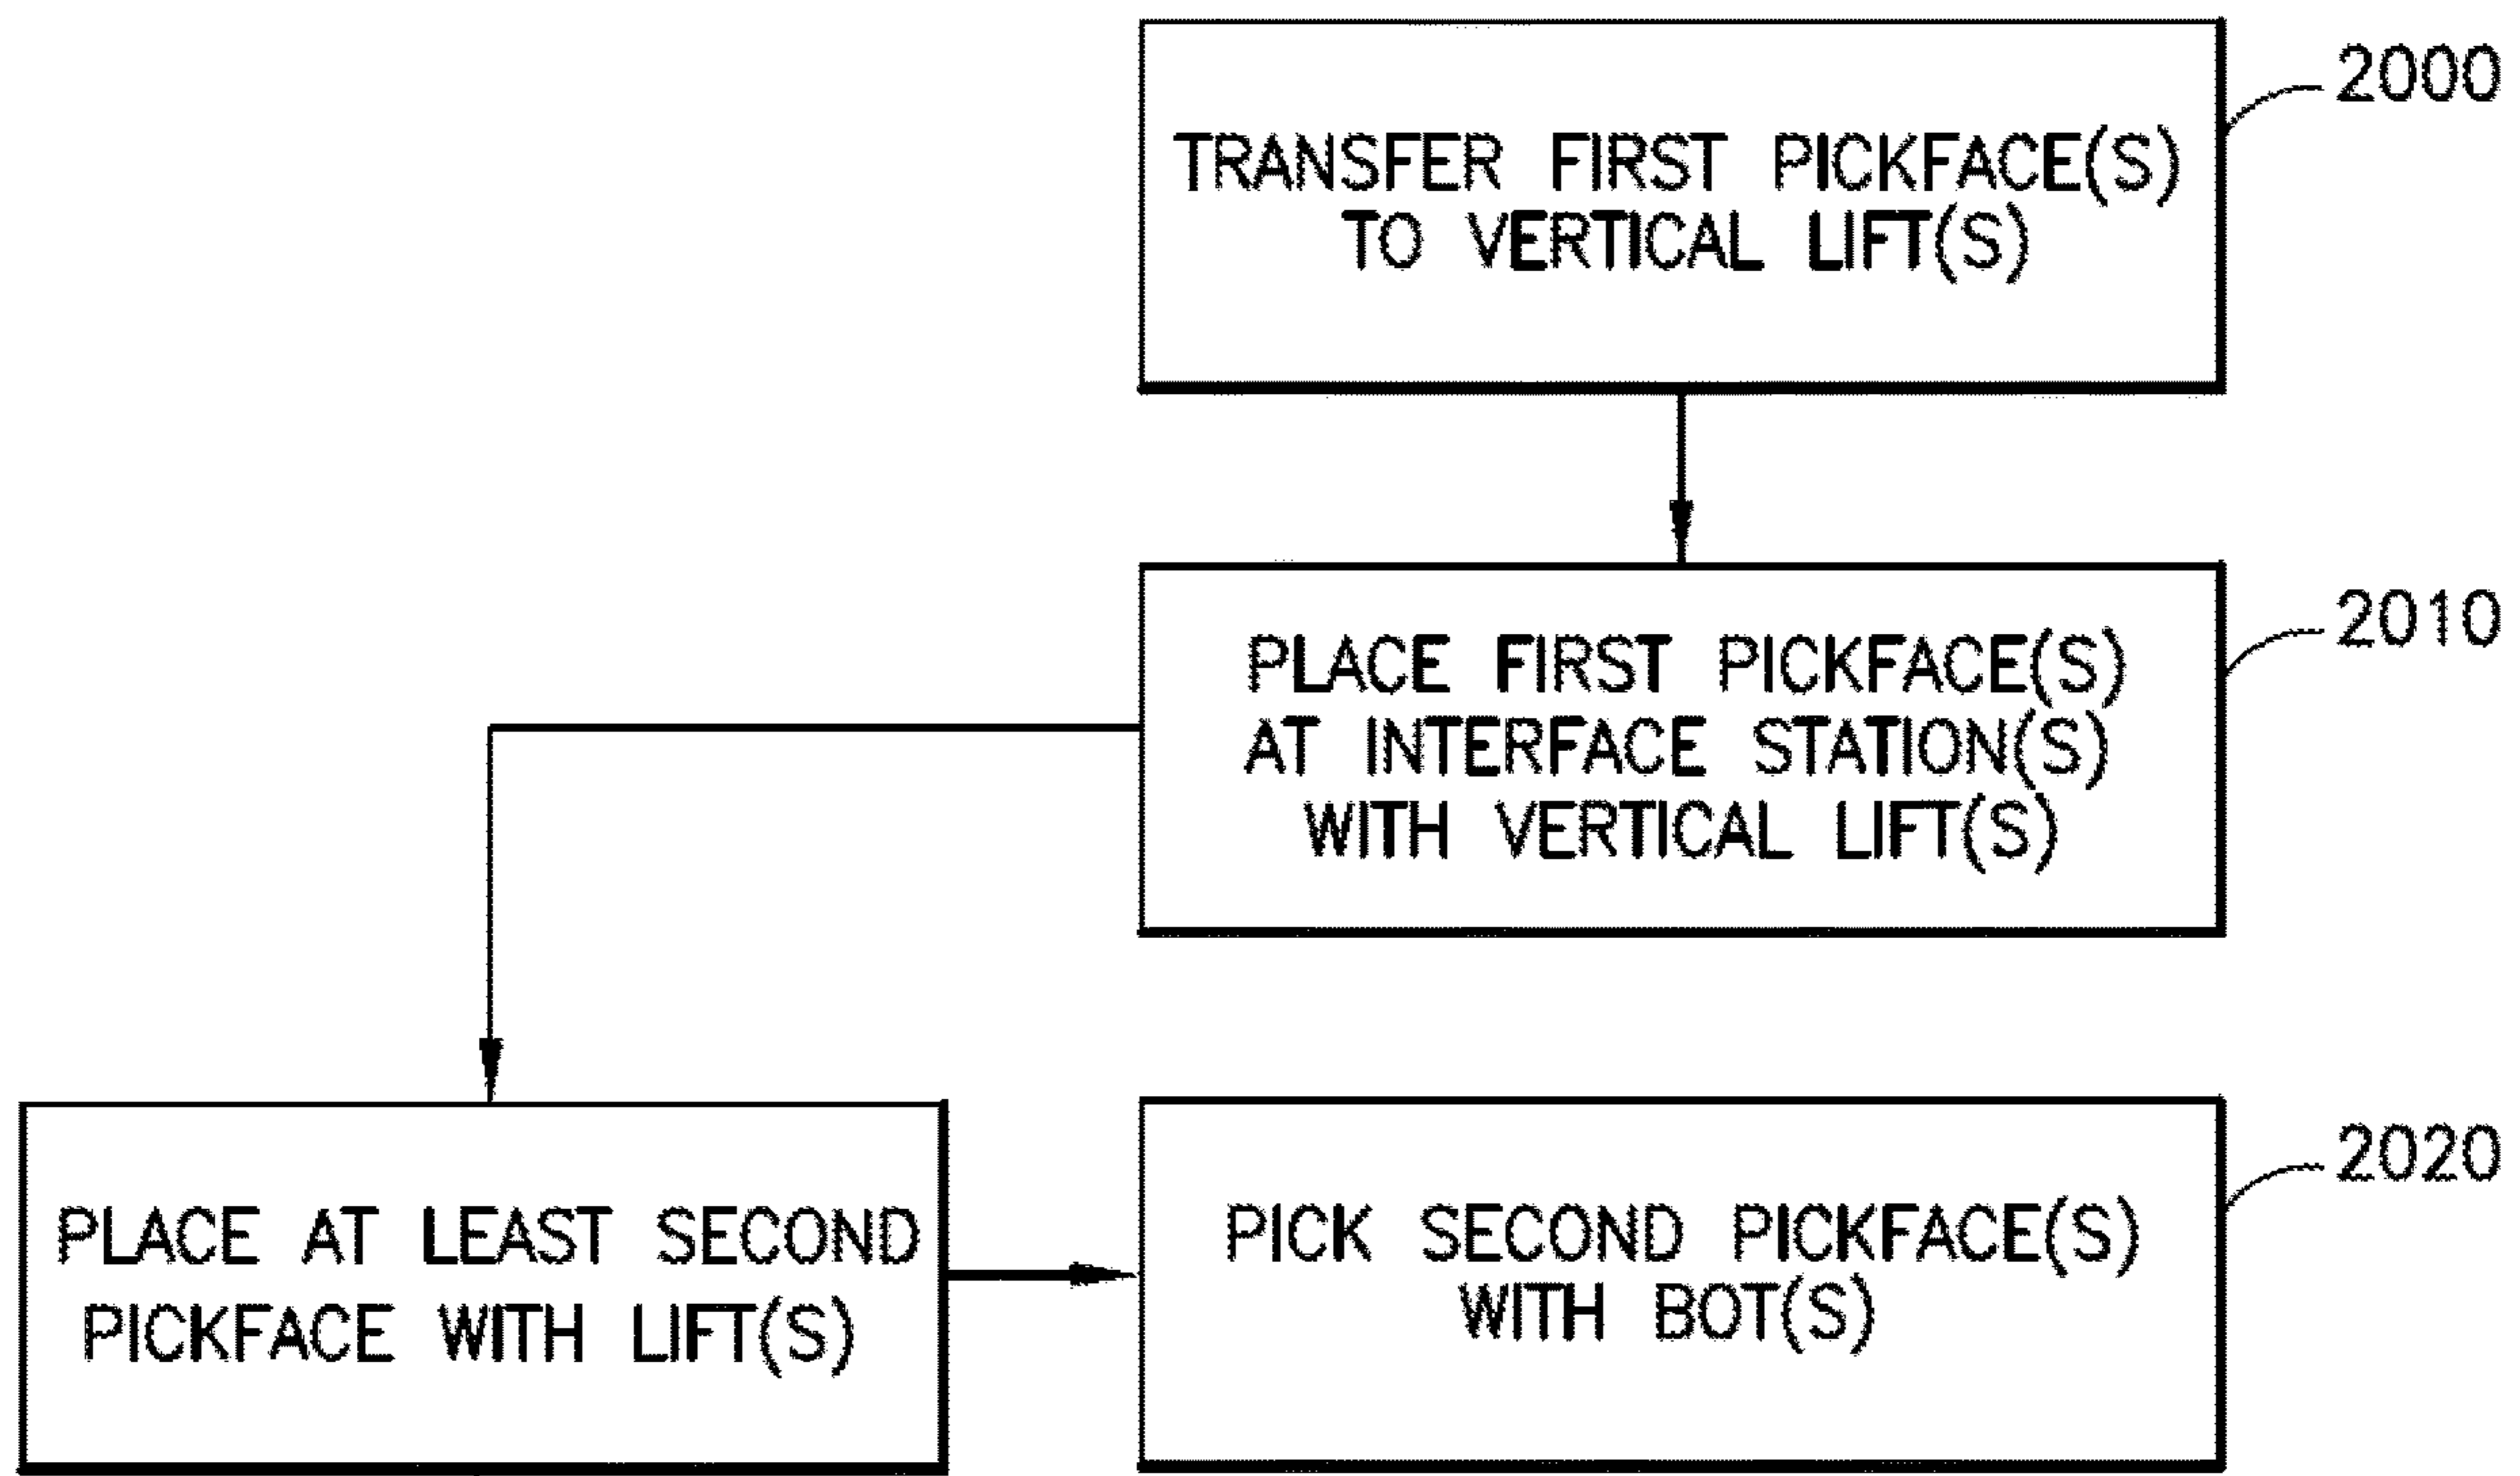 TRANSFER FIRST PICKFACE(S)
TO VERTICAL LIFT(S)
2000
PLACE FIRST PICKFACE(S)
AT INTERFACE STATION(S)
WITH VERTICAL LIFT(S)
2010
PLACE AT LEAST SECOND
PICKFACE WITH LIFT(S)
PICK SECOND PICKFACE(S)
WITH BOT(S)
2020